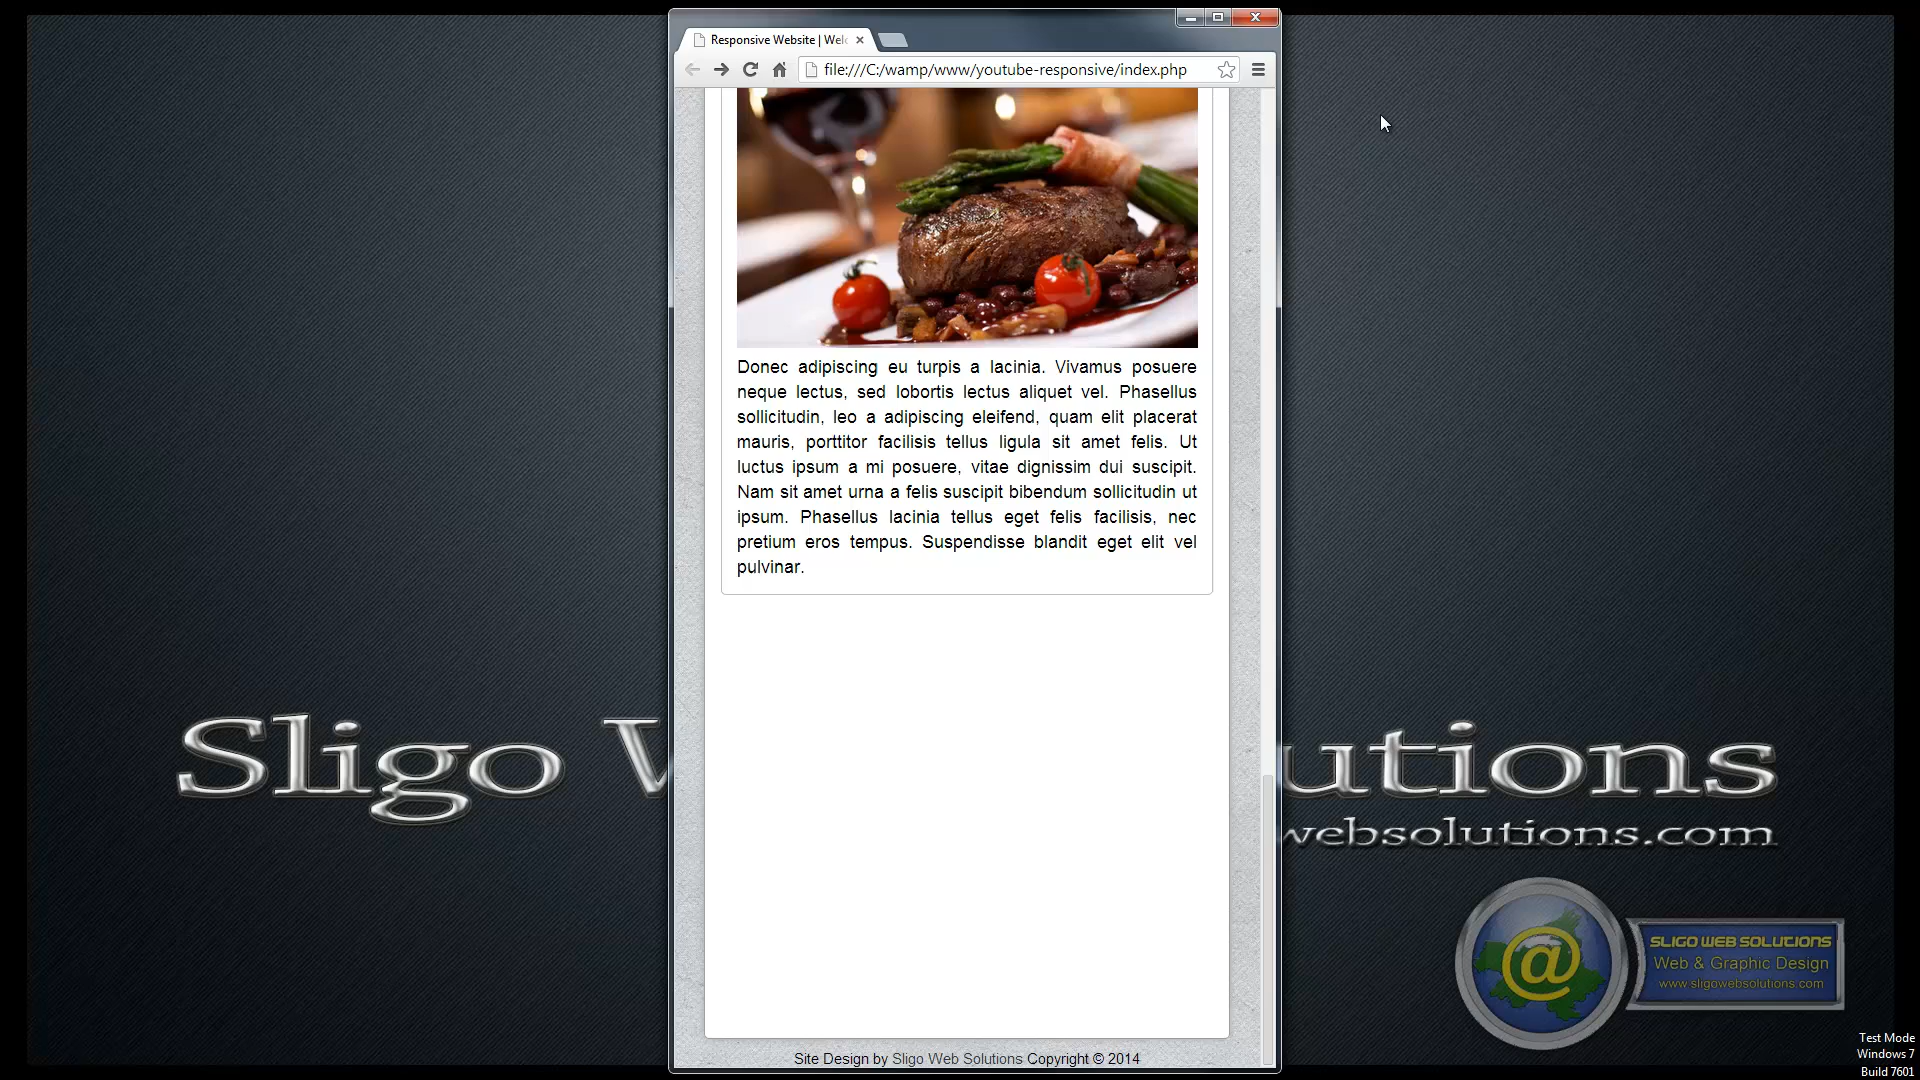 Responsive Website | Welc
file:///C:/wamp/www/youtube-responsive/index.php
Donec adipiscing eu turpis a lacinia. Vivamus posuere
neque lectus, sed lobortis lectus aliquet vel. Phasellus
sollicitudin, leo a adipiscing eleifend, quam elit placerat
mauris, porttitor facilisis tellus ligula sit amet felis. Ut
luctus ipsum a mi posuere, vitae dignissim dui suscipit.
Nam sit amet urna a felis suscipit bibendum sollicitudin ut
ipsum. Phasellus lacinia tellus eget felis facilisis, nec
pretium eros tempus. Suspendisse blandit eget elit vel
pulvinar.
Sligo W
utions
websolutions.com
@
SLIGO WEB SOLUTIONS
Web & Graphic Design
www.sligowebsolutions.com
Site Design by Sligo Web Solutions Copyright © 2014
Test Mode
Windows 7
Build 7601